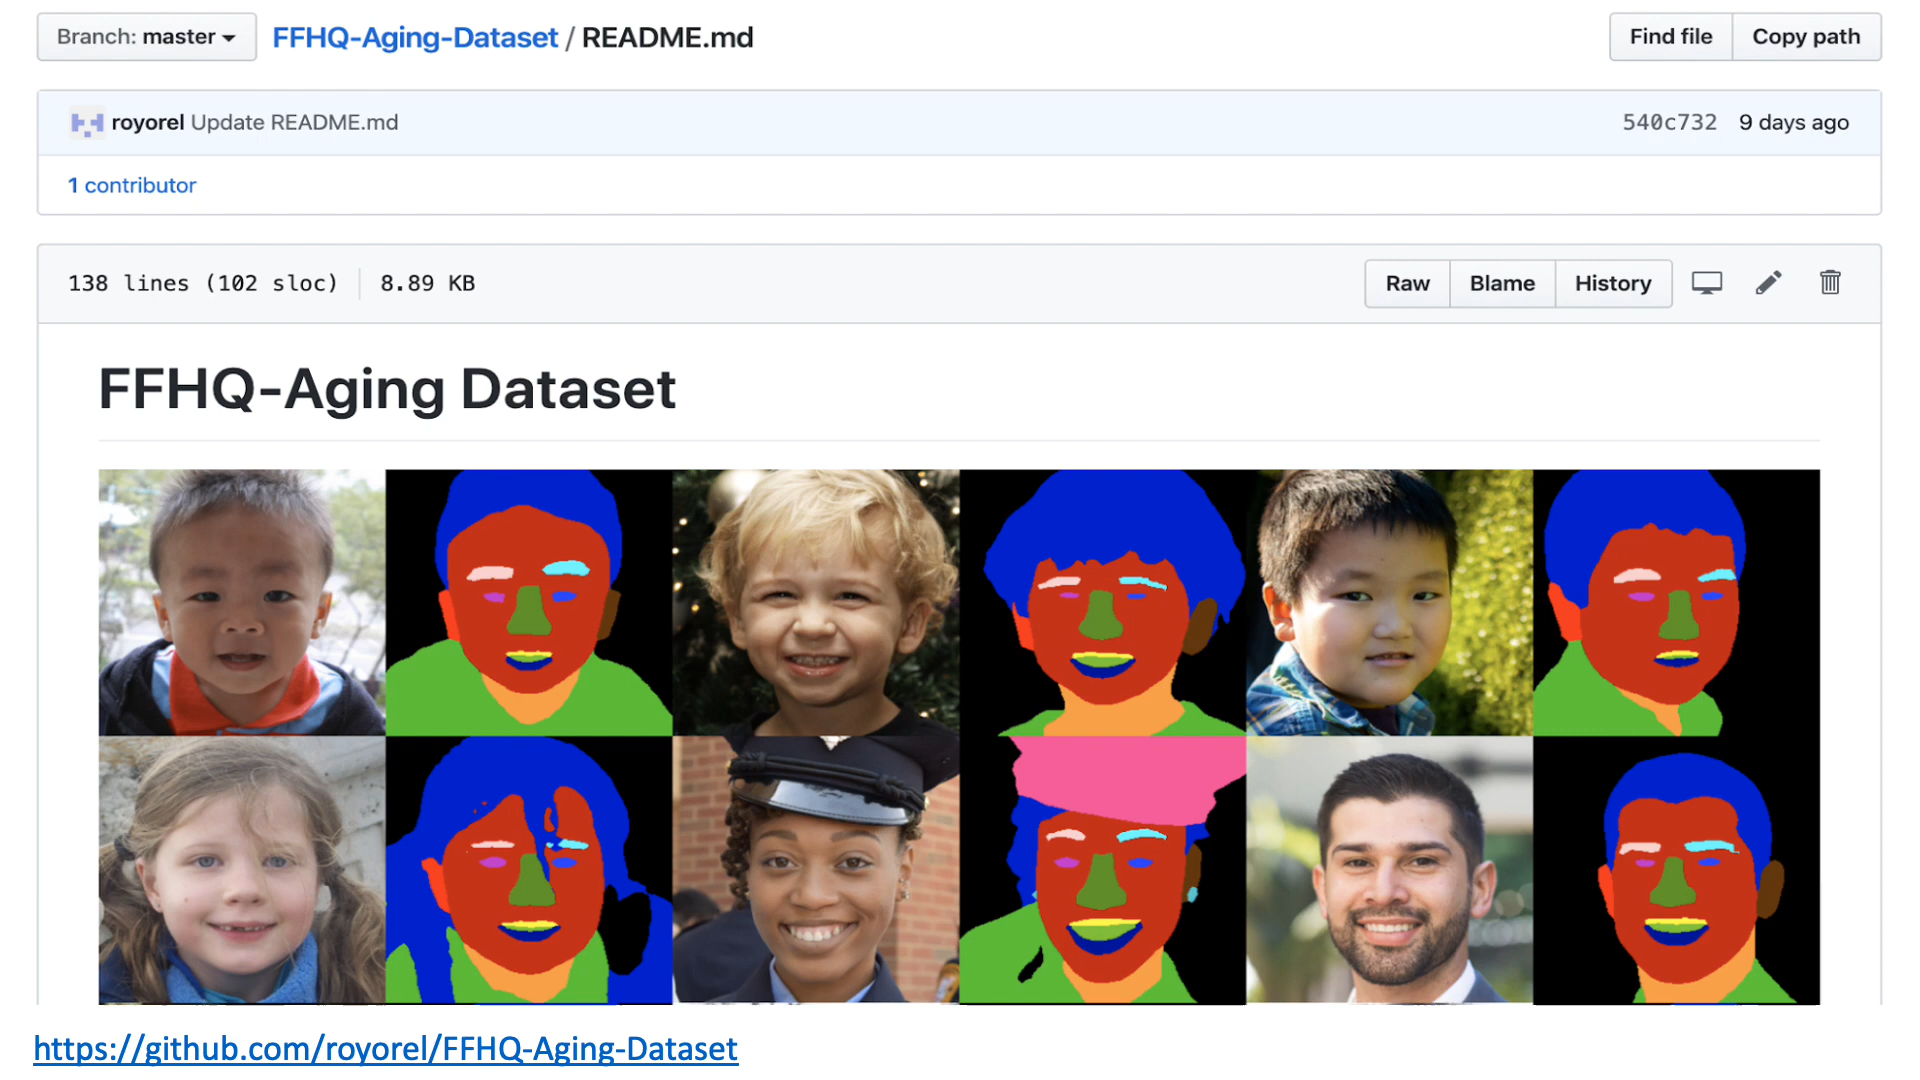 Branch: master FFHQ-Aging-Dataset / README.md Find file Copy path
royorel Update README.md 540c732 9 days ago
1 contributor
138 lines (102 sloc) 8.89 KB Raw Blame History
FFHQ-Aging Dataset
https://github.com/royorel/FFHQ-Aging-Dataset